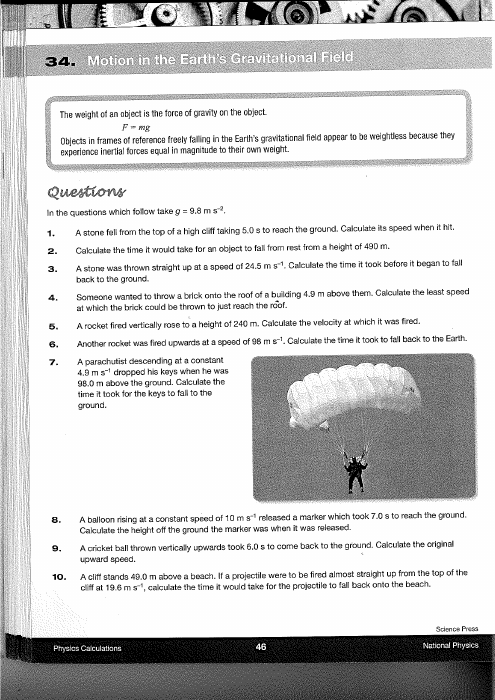 34. Motion in the Earth's Gravitational Field
The weight of an object is the force of gravity on the object.
F = mg
Objects in frames of reference freely falling in the Earth's gravitational field appear to be weightless because they
experience inertial forces equal in magnitude to their own weight.
Questions
In the questions which follow take g = 9.8 m s⁻².
1. A stone fell from the top of a high cliff taking 5.0 s to reach the ground. Calculate its speed when it hit.
2. Calculate the time it would take for an object to fall from rest from a height of 490 m.
3. A stone was thrown straight up at a speed of 24.5 m s⁻¹. Calculate the time it took before it began to fall
back to the ground.
4. Someone wanted to throw a brick onto the roof of a building 4.9 m above them. Calculate the least speed
at which the brick could be thrown to just reach the roof.
5. A rocket fired vertically rose to a height of 240 m. Calculate the velocity at which it was fired.
6. Another rocket was fired upwards at a speed of 98 m s⁻¹. Calculate the time it took to fall back to the Earth.
7. A parachutist descending at a constant
4.9 m s⁻¹ dropped his keys when he was
98.0 m above the ground. Calculate the
time it took for the keys to fall to the
ground.
8. A balloon rising at a constant speed of 10 m s⁻¹ released a marker which took 7.0 s to reach the ground.
Calculate the height off the ground the marker was when it was released.
9. A cricket ball thrown vertically upwards took 6.0 s to come back to the ground. Calculate the original
upward speed.
10. A cliff stands 49.0 m above a beach. If a projectile were to be fired almost straight up from the top of the
cliff at 19.6 m s⁻¹, calculate the time it would take for the projectile to fall back onto the beach.
Science Press
Physics Calculations 46 National Physics